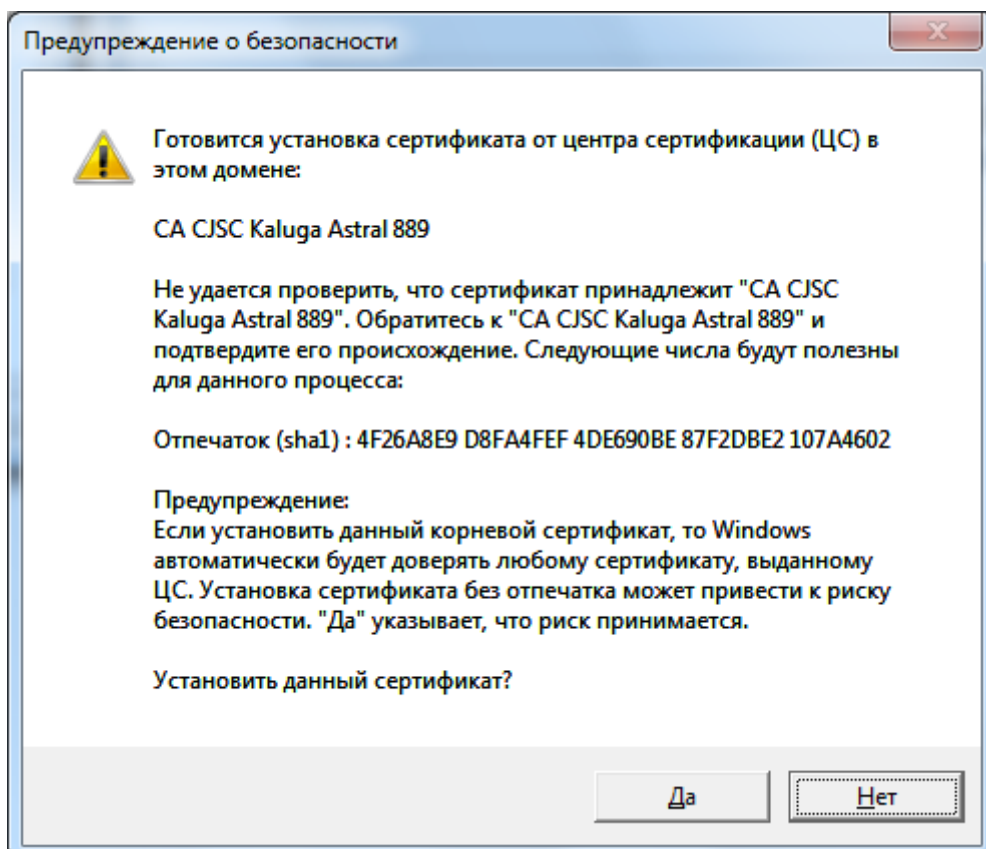 Предупреждение о безопасности
Готовится установка сертификата от центра сертификации (ЦС) в
этом домене:
CA CJSC Kaluga Astral 889
Не удается проверить, что сертификат принадлежит "CA CJSC
Kaluga Astral 889". Обратитесь к "CA CJSC Kaluga Astral 889" и
подтвердите его происхождение. Следующие числа будут полезны
для данного процесса:
Отпечаток (sha1) : 4F26A8E9 D8FA4FEF 4DE690BE 87F2DBE2 107A4602
Предупреждение:
Если установить данный корневой сертификат, то Windows
автоматически будет доверять любому сертификату, выданному
ЦС. Установка сертификата без отпечатка может привести к риску
безопасности. "Да" указывает, что риск принимается.
Установить данный сертификат?
Да
Нет